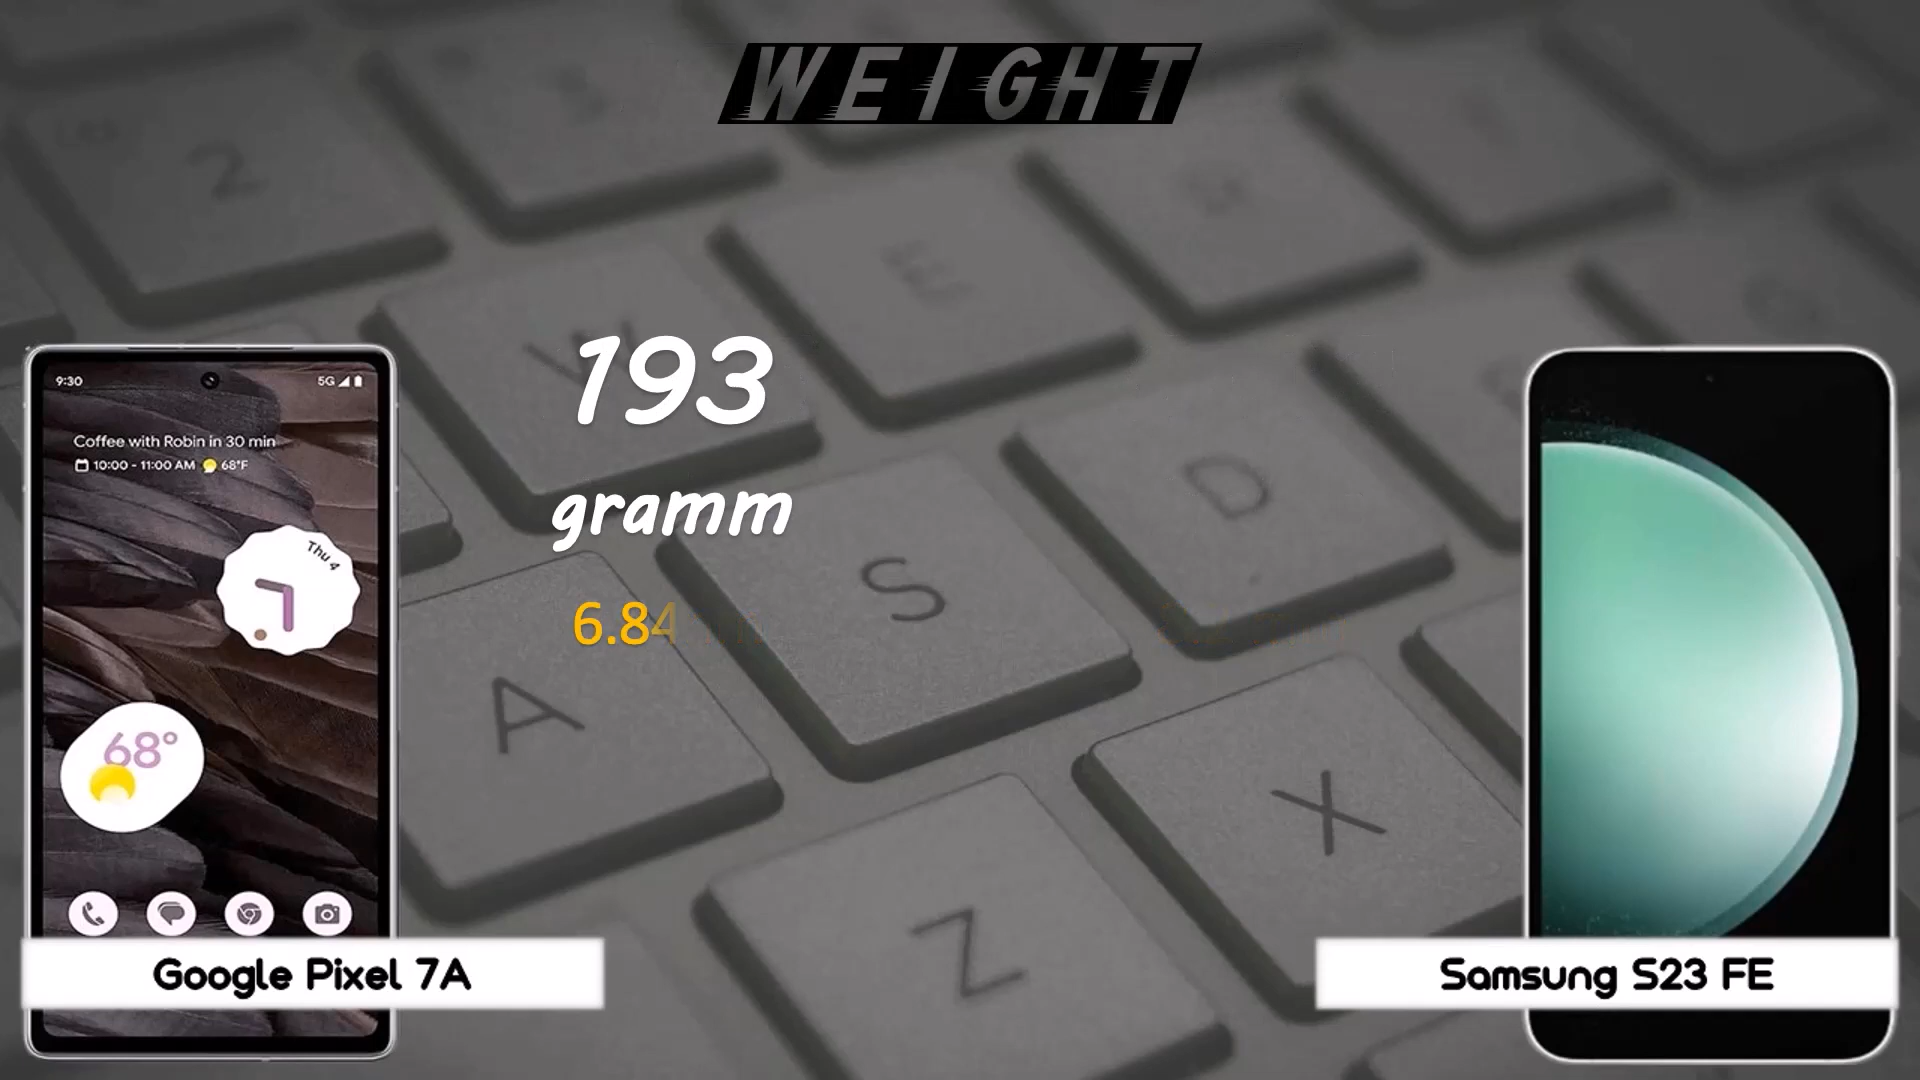 WEIGHT
193
gramm
6.84
9:30
5G
Coffee with Robin in 30 min
10:00 - 11:00 AM 68°F
Thu 4
68°
Google Pixel 7A
Samsung S23 FE
2
W
E
D
S
A
X
Z